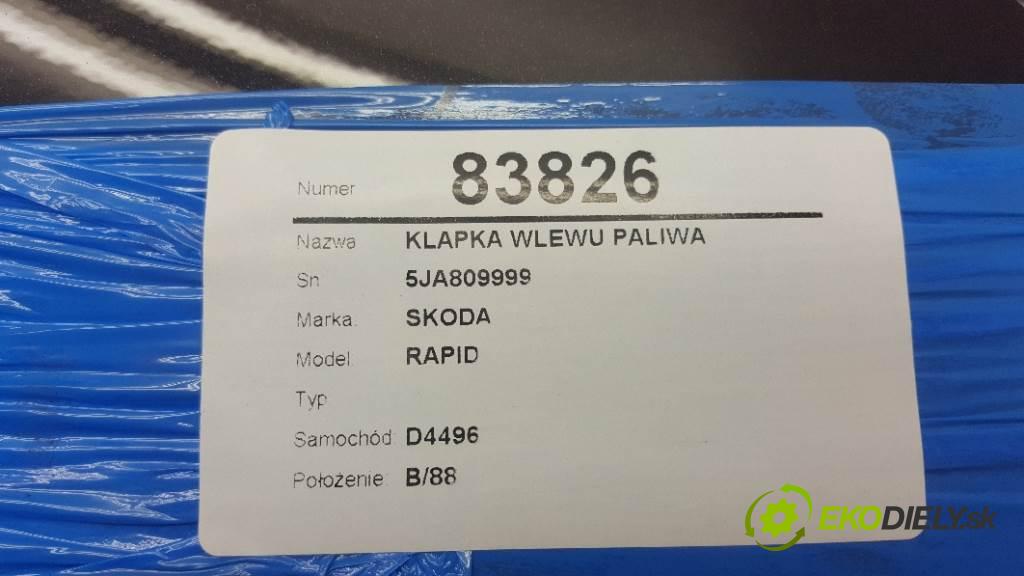 Numer 83826
Nazwa KLAPKA WLEWU PALIWA
Sn 5JA809999
Marka: SKODA
Model: RAPID
Typ
Samochód: D4496
Położenie: B/88
EKODIELY.sk